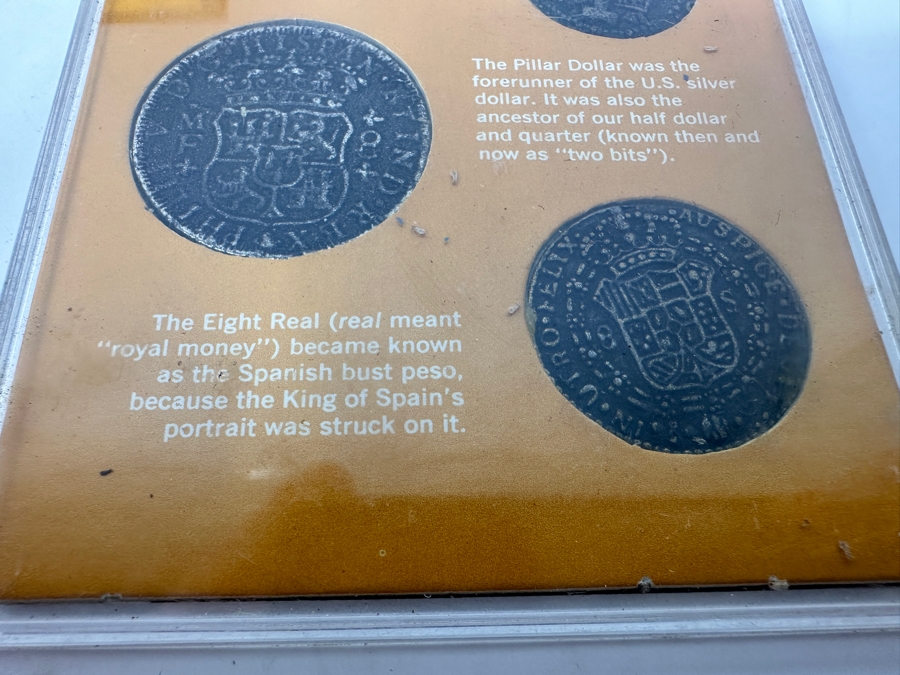 The Pillar Dollar was the
forerunner of the U.S. silver
dollar. It was also the
ancestor of our half dollar
and quarter (known then and
now as "two bits").
The Eight Real (real meant
"royal money") became known
as the Spanish bust peso,
because the King of Spain's
portrait was struck on it.